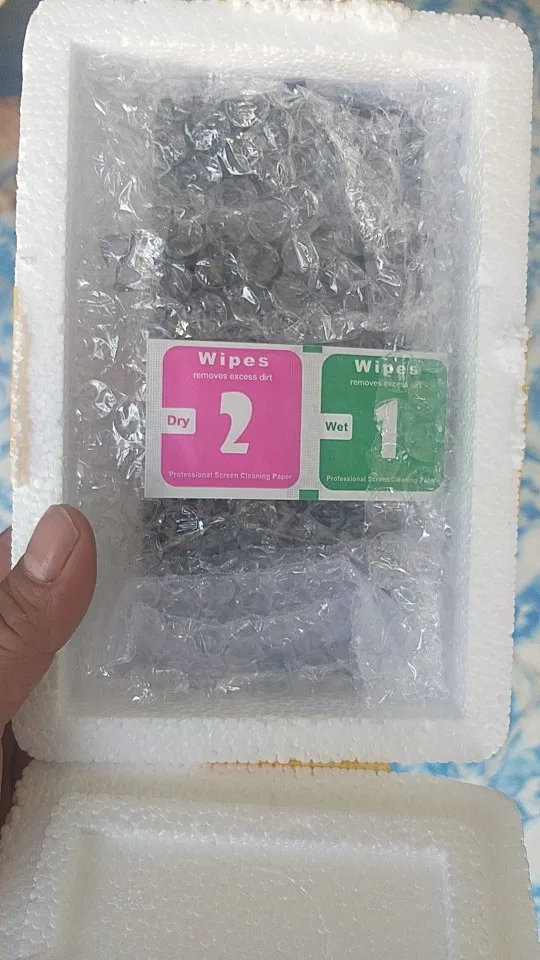 Wipes
removes excess dirt
Dry
2
Professional Screen Cleaning Paper
Wipes
removes excess dirt
Wet
1
Professional Screen Cleaning Paper